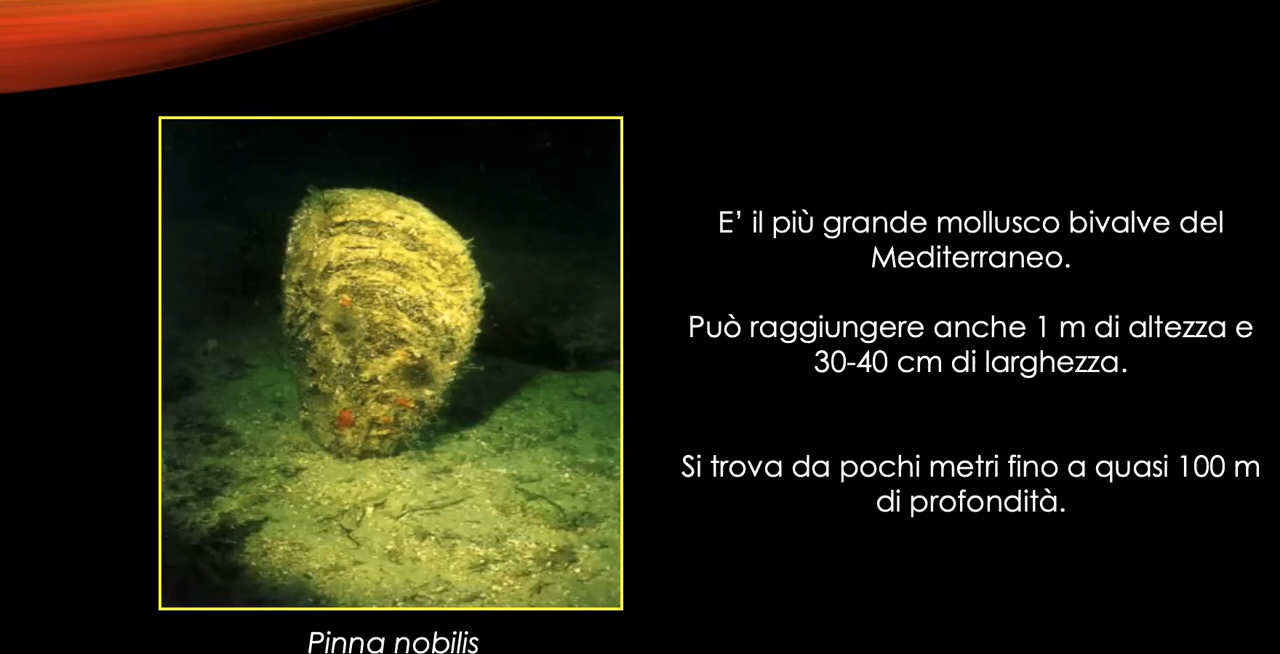 E' il più grande mollusco bivalve del
Mediterraneo.
Può raggiungere anche 1 m di altezza e
30-40 cm di larghezza.
Si trova da pochi metri fino a quasi 100 m
di profondità.
Pinna nobilis